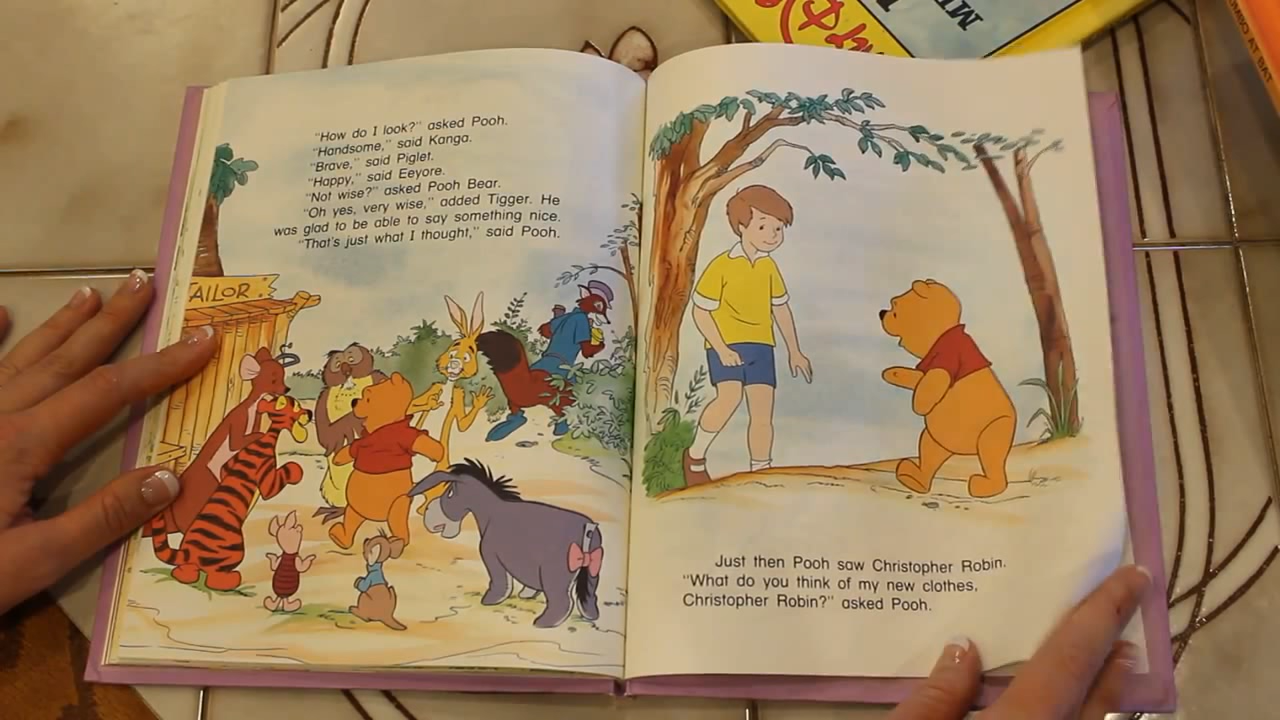 "How do I look?" asked Pooh.
"Handsome," said Kanga.
"Brave," said Piglet.
"Happy," said Eeyore.
"Not wise?" asked Pooh Bear.
"Oh yes, very wise," added Tigger. He
was glad to be able to say something nice.
"That's just what I thought," said Pooh.
TAILOR
Just then Pooh saw Christopher Robin.
"What do you think of my new clothes,
Christopher Robin?" asked Pooh.
AT BAT